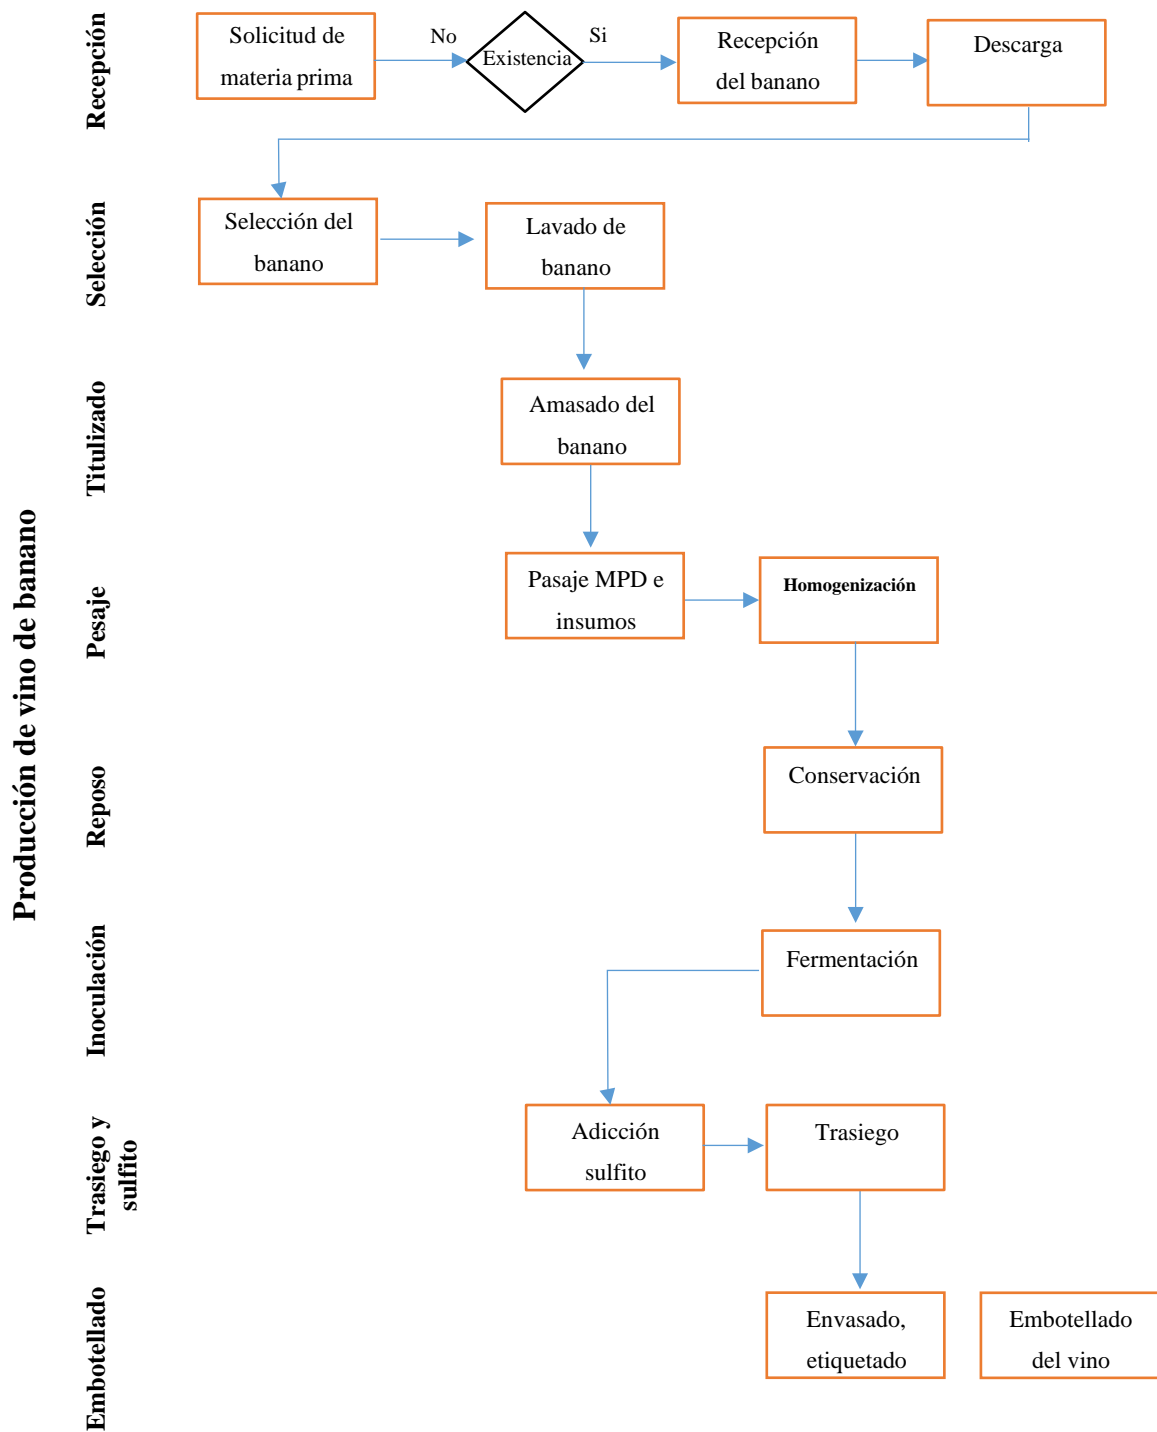 Producción de vino de banano
Recepción
Solicitud de
materia prima
No
Existencia
Si
Recepción
del banano
Descarga
Selección
Selección del
banano
Lavado de
banano
Titulizado
Amasado del
banano
Pesaje
Pasaje MPD e
insumos
Homogenización
Reposo
Conservación
Inoculación
Fermentación
Trasiego y
sulfito
Adicción
sulfito
Trasiego
Embotellado
Envasado,
etiquetado
Embotellado
del vino